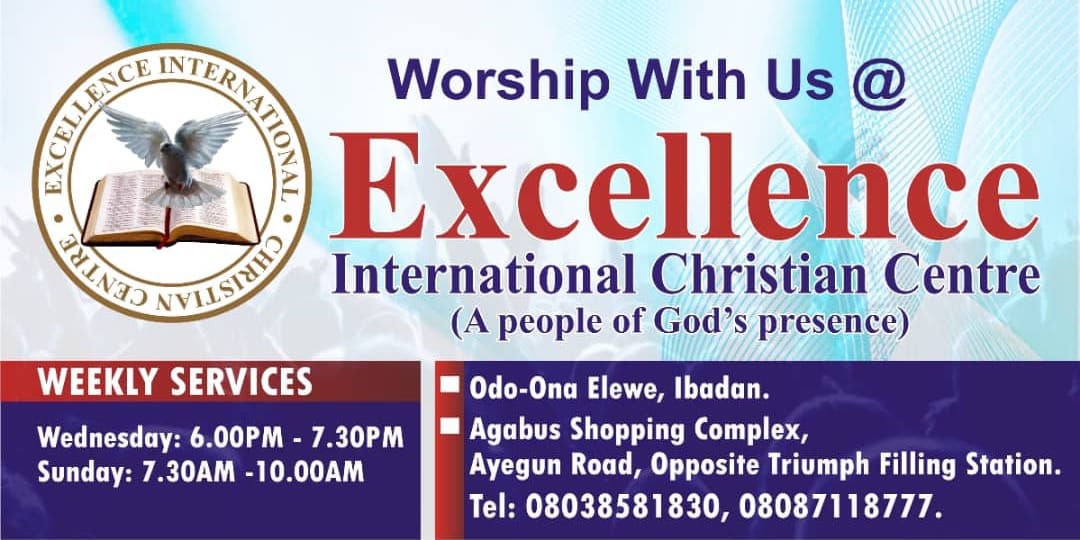 EXCELLENCE INTERNATIONAL
CHRISTIAN CENTRE
Worship With Us @
Excellence
International Christian Centre
(A people of God's presence)
WEEKLY SERVICES
Wednesday: 6.00PM - 7.30PM
Sunday: 7.30AM -10.00AM
Odo-Ona Elewe, Ibadan.
Agabus Shopping Complex,
Ayegun Road, Opposite Triumph Filling Station.
Tel: 08038581830, 08087118777.